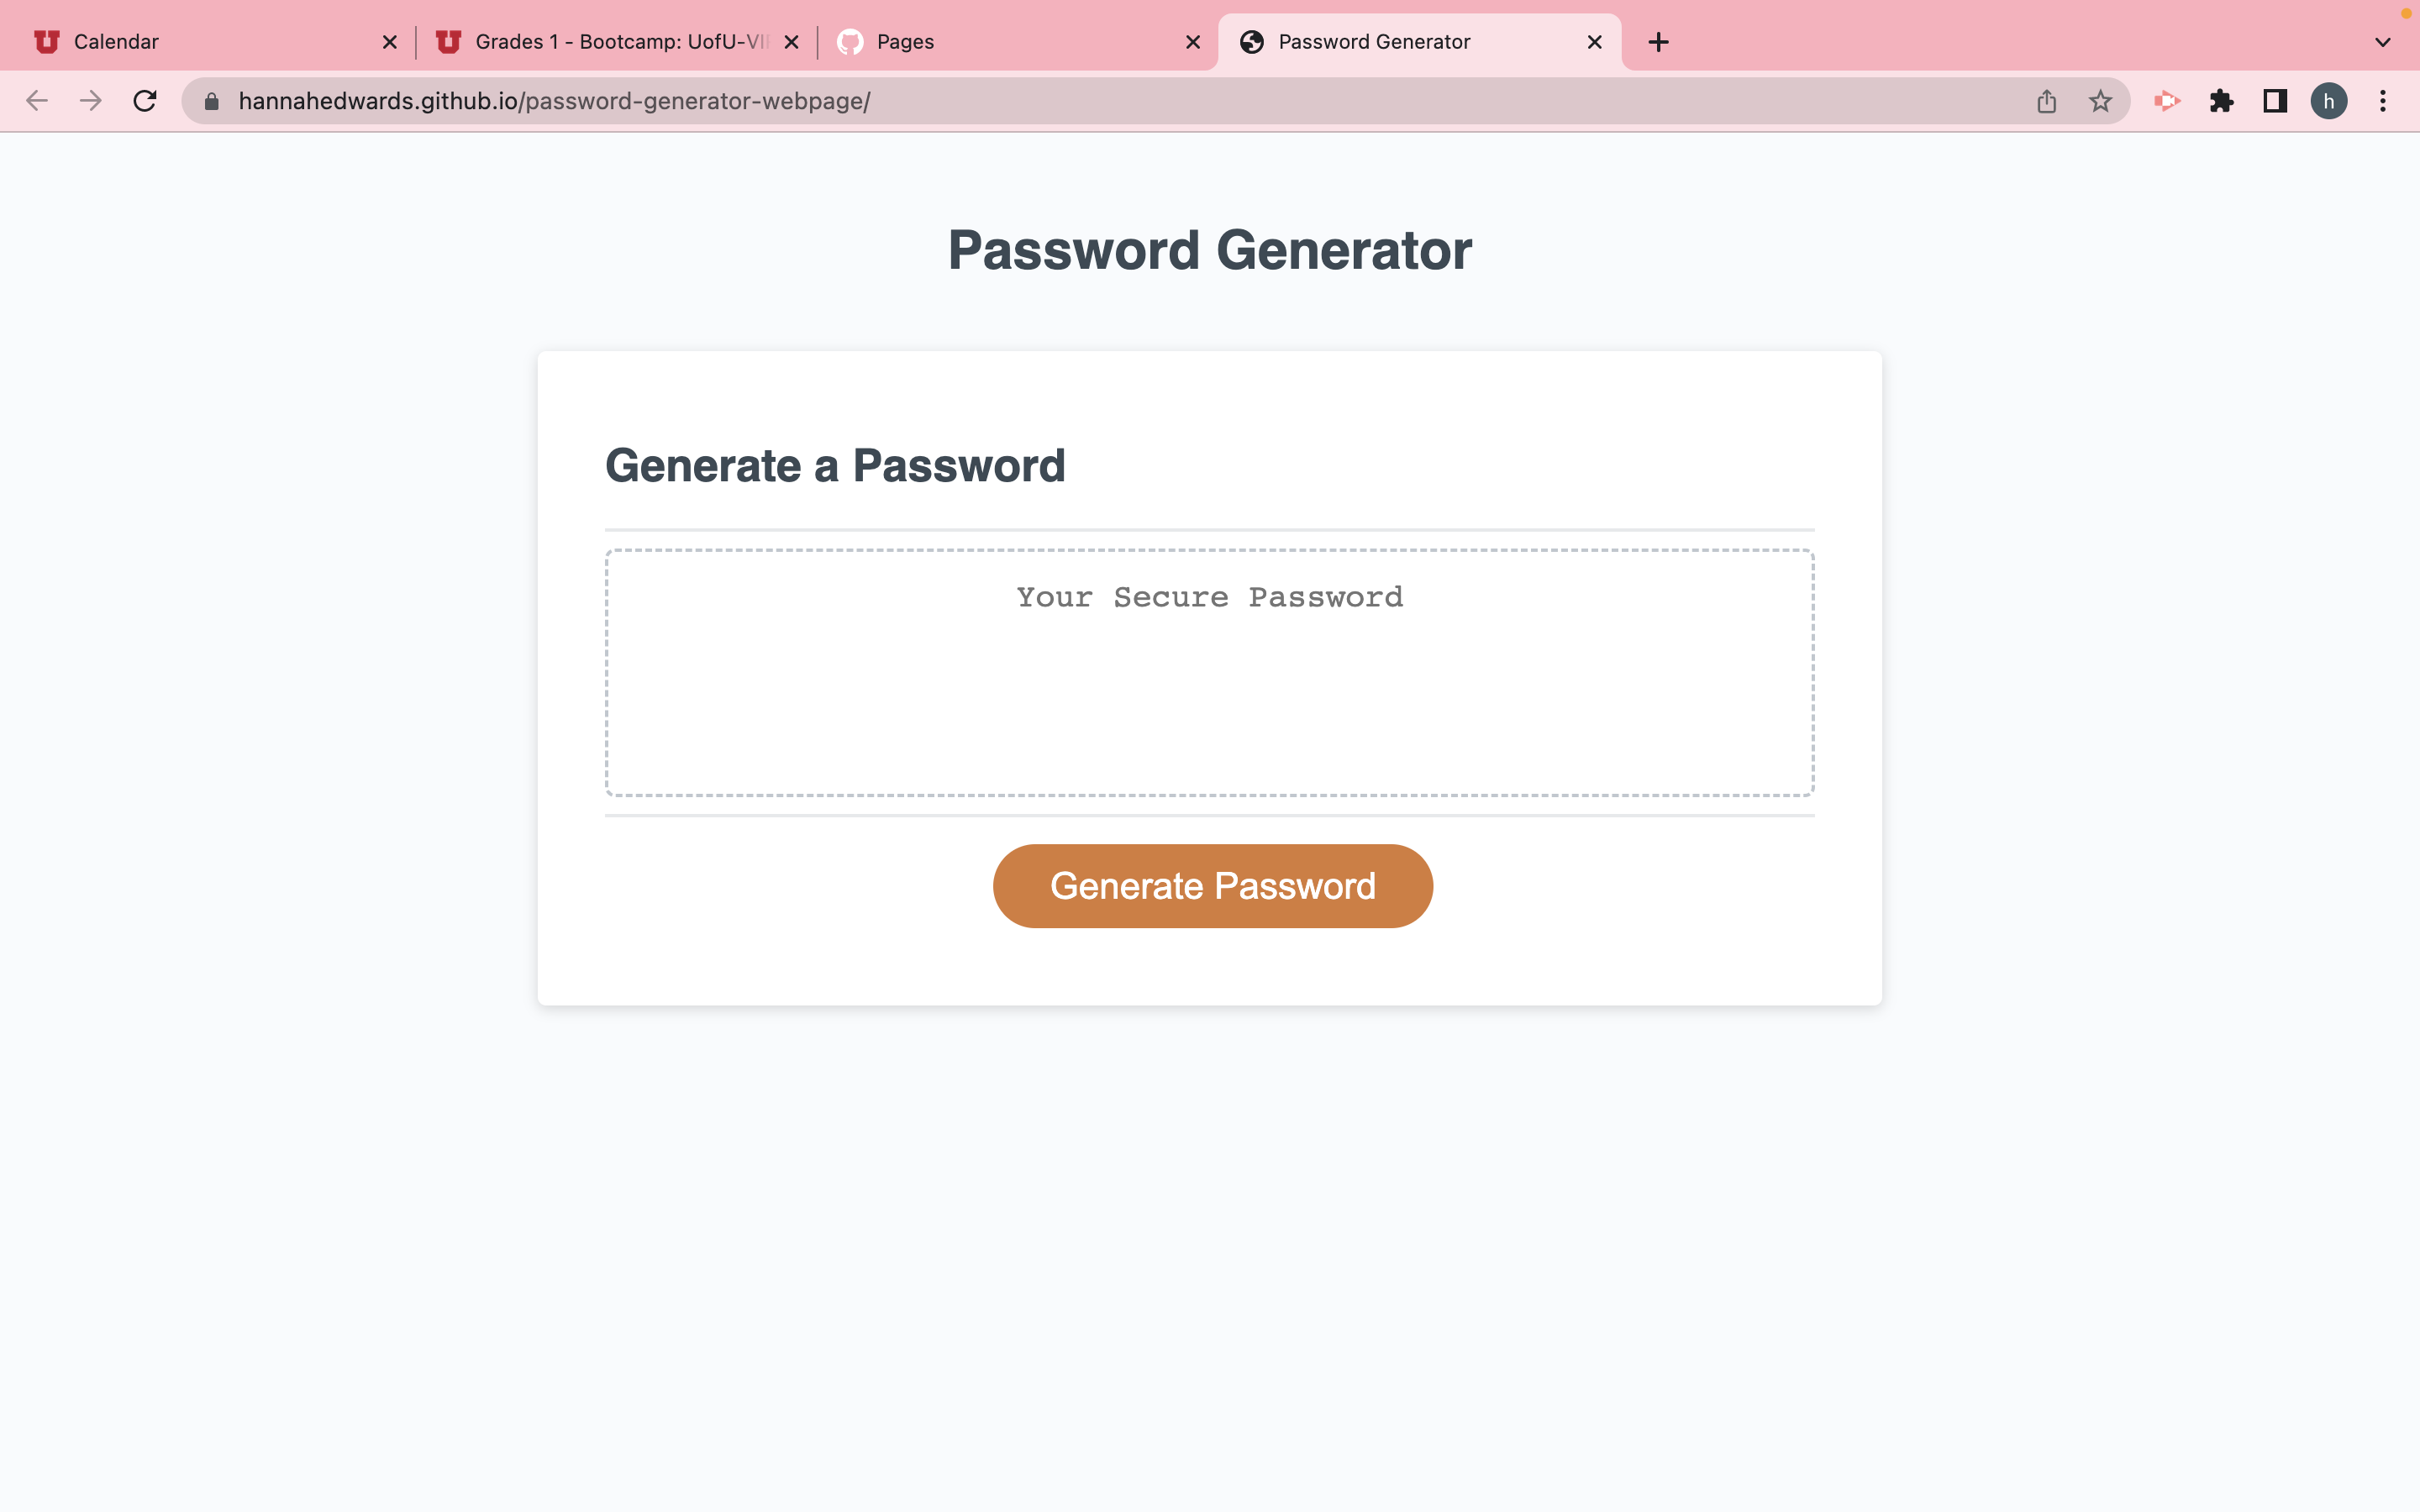 Calendar
Grades 1 - Bootcamp: UofU-VI
Pages
Password Generator
hannahedwards.github.io/password-generator-webpage/
h
Password Generator
Generate a Password
Your Secure Password
Generate Password